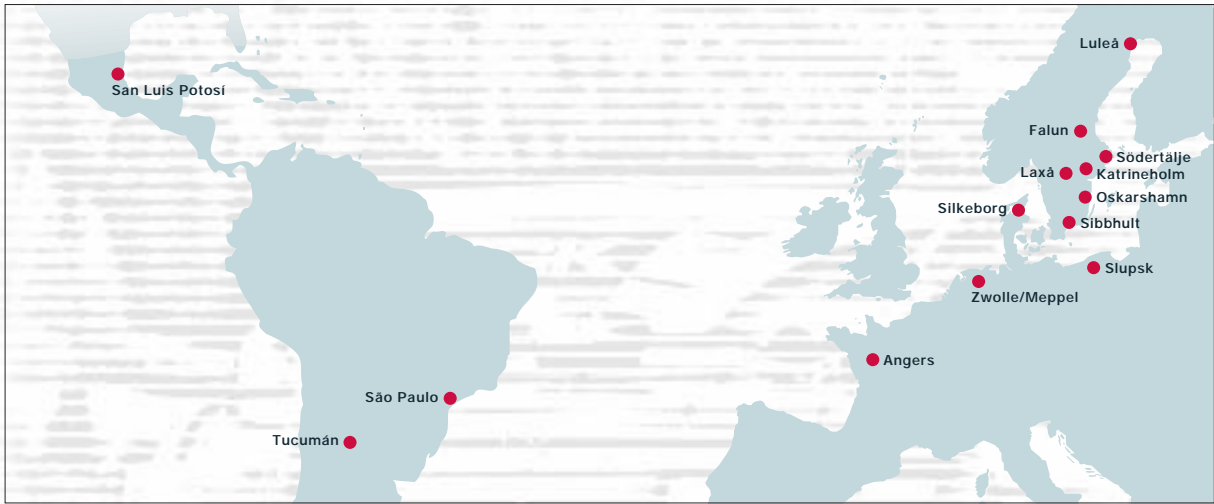 Luleå
San Luis Potosí
Falun
Södertälje
Laxå
Katrineholm
Oskarshamn
Silkeborg
Sibbhult
Slupsk
Zwolle/Meppel
Angers
São Paulo
Tucumán